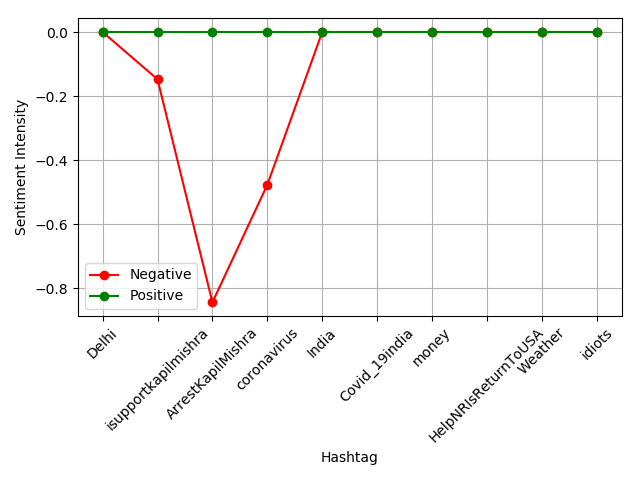 0.0
−0.2
−0.4
−0.6
−0.8
Sentiment Intensity
Negative
Positive
Delhi
isupportkapilmishra
ArrestKapilMishra
coronavirus
India
Covid_19india
money
HelpNRIsReturnToUSA
Weather
idiots
Hashtag